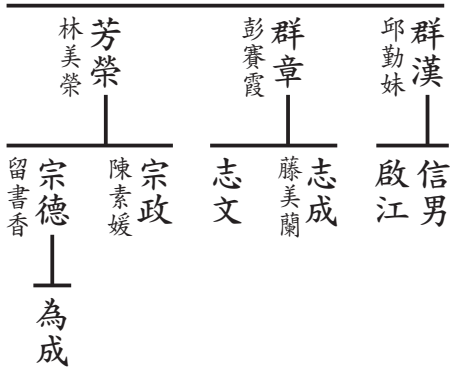 群漢
邱勤妹
群章
彭賽霞
芳榮
林美榮
信男
啟江
志成
藤美蘭
志文
宗政
陳素媛
宗德
留書香
為成